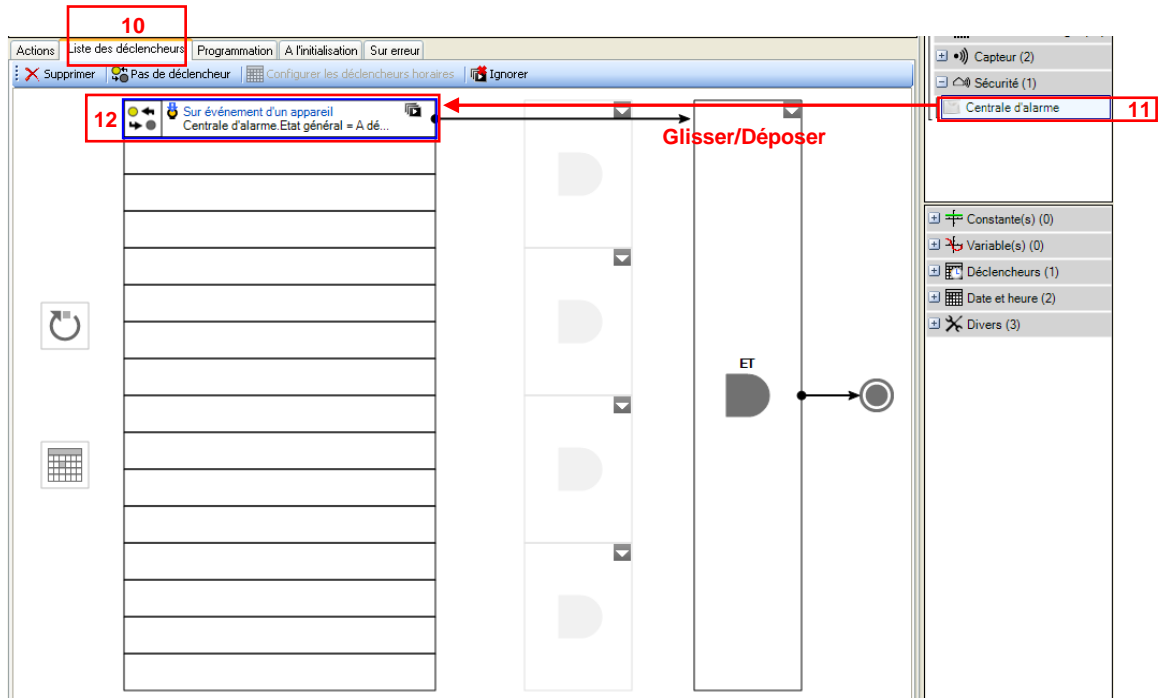 10
Actions Liste des déclencheurs Programmation A l'initialisation Sur erreur
Supprimer Pas de déclencheur Configurer les déclencheurs horaires Ignorer
12
Sur événement d'un appareil
Centrale d'alarme.Etat général = A dé...
Glisser/Déposer
ET
Capteur (2)
Sécurité (1)
Centrale d'alarme
11
Constante(s) (0)
Variable(s) (0)
Déclencheurs (1)
Date et heure (2)
Divers (3)